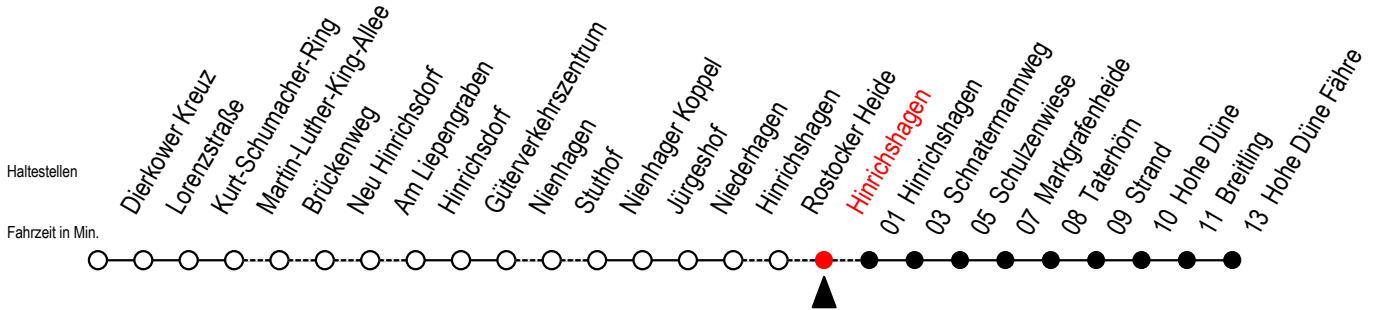 Haltestellen
Fahrzeit in Min.
Dierkower Kreuz
Lorenzstraße
Kurt-Schumacher-Ring
Martin-Luther-King-Allee
Brückenweg
Neu Hinrichsdorf
Am Liepengraben
Hinrichsdorf
Güterverkehrszentrum
Nienhagen
Stuthof
Nienhager Koppel
Jürgeshof
Niederhagen
Hinrichshagen
Rostocker Heide
Hinrichshagen
01 Hinrichshagen
03 Schnatermannweg
05 Schulzenwiese
07 Markgrafenheide
08 Taterhörn
09 Strand
10 Hohe Düne
11 Breitling
13 Hohe Düne Fähre